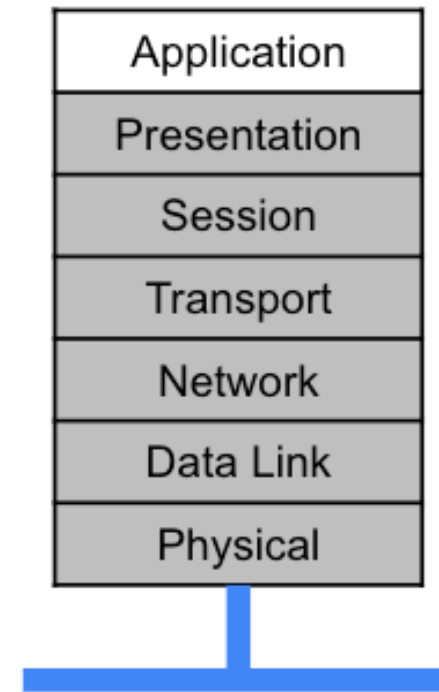 Application
Presentation
Session
Transport
Network
Data Link
Physical